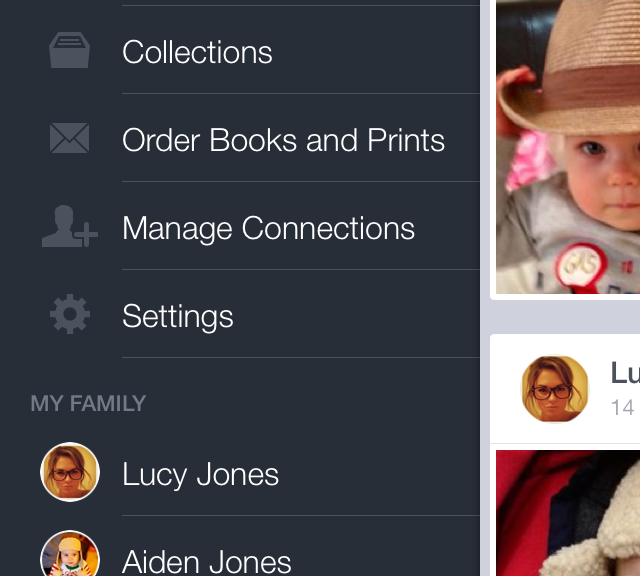 Collections
Order Books and Prints
Manage Connections
Settings
MY FAMILY
Lucy Jones
Aiden Jones
Lu
14